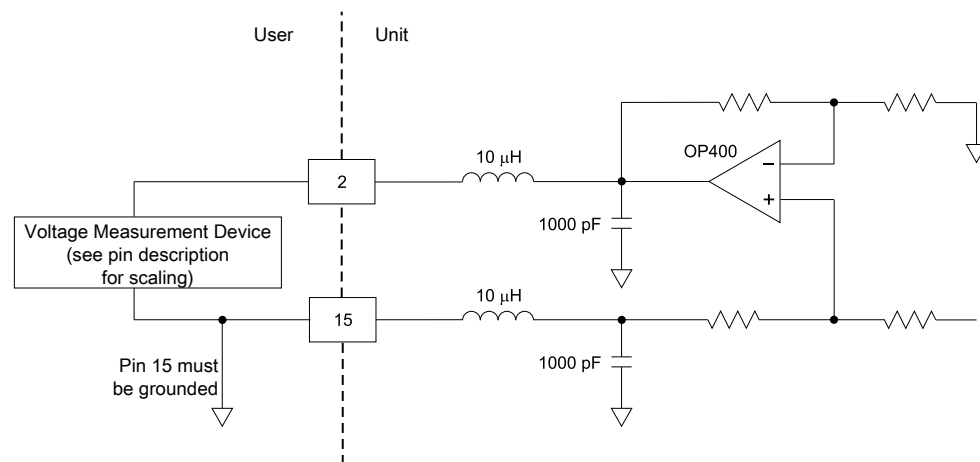 User
Unit
OP400
−
+
10 μH
2
1000 pF
Voltage Measurement Device
(see pin description
for scaling)
10 μH
15
1000 pF
Pin 15 must
be grounded